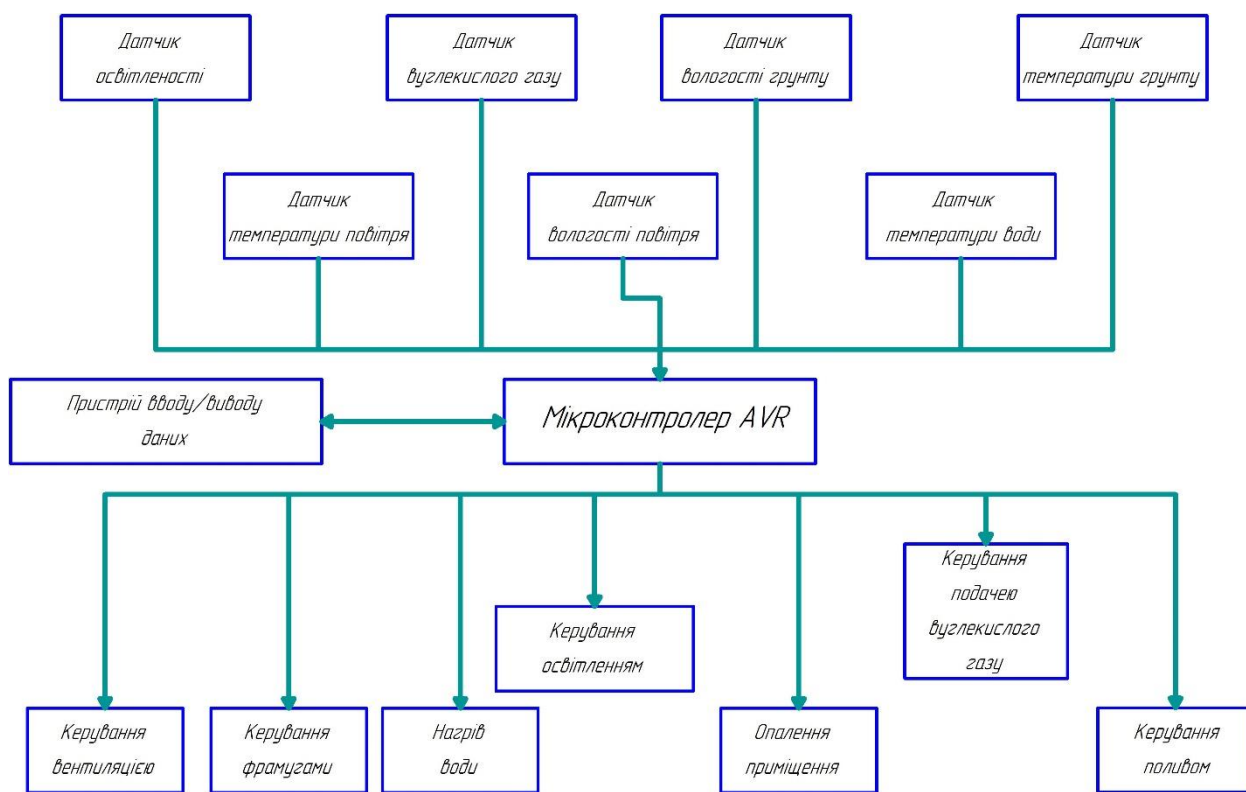 Датчик
освітленості
Датчик
вуглекислого газу
Датчик
вологості грунту
Датчик
температури грунту
Датчик
температури повітря
Датчик
вологості повітря
Датчик
температури води
Пристрій вводу/виводу
даних
Мікроконтролер AVR
Керування
подачею
вуглекислого
газу
Керування
освітленням
Керування
вентиляцією
Керування
фрамугами
Нагрів
води
Опалення
приміщення
Керування
поливом